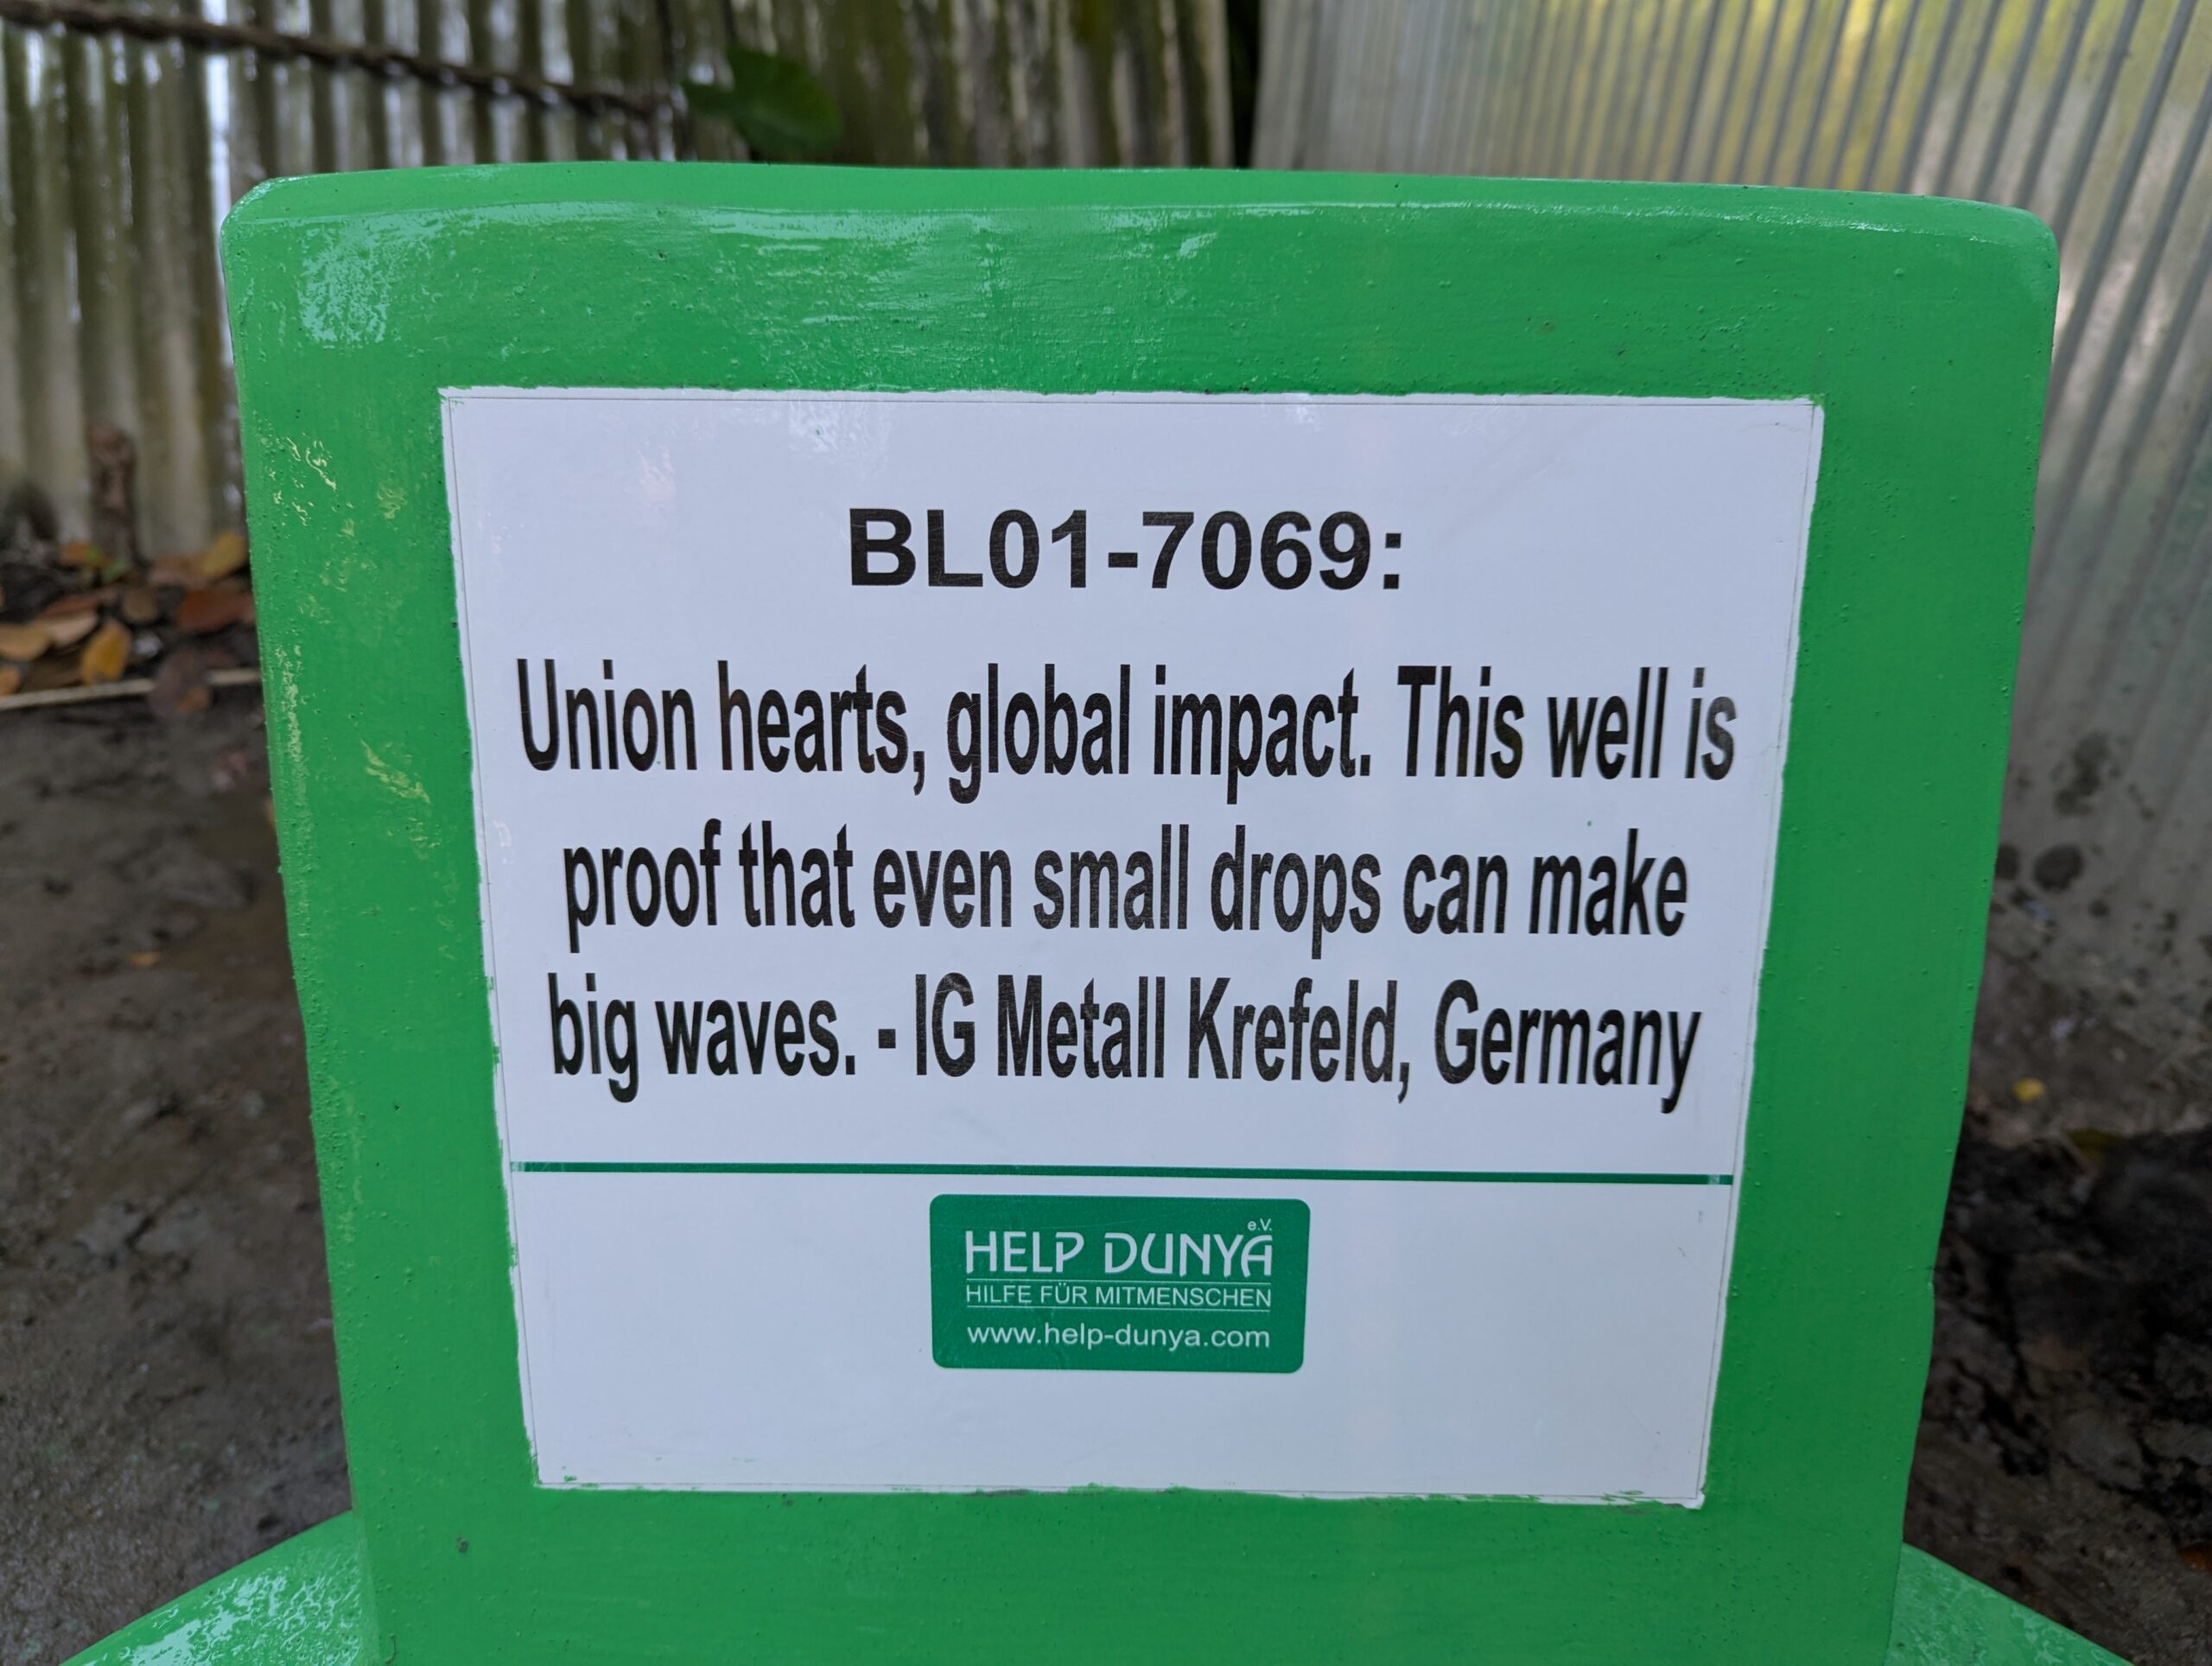 BL01-7069:
Union hearts, global impact. This well is
proof that even small drops can make
big waves. - IG Metall Krefeld, Germany
HELP DUNYA e.V.
HILFE FÜR MITMENSCHEN
www.help-dunya.com